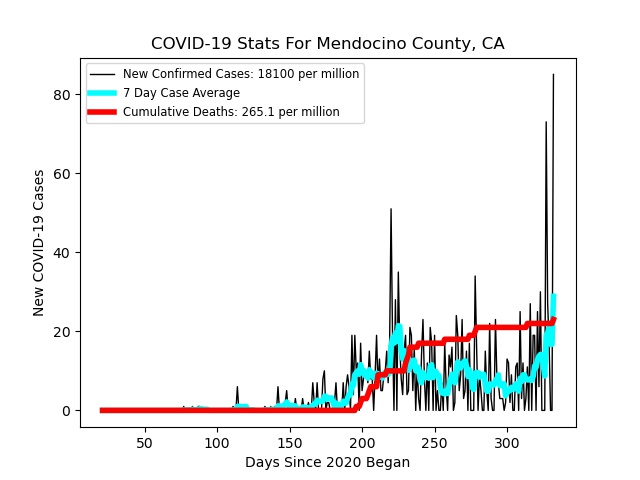 COVID-19 Stats For Mendocino County, CA
New Confirmed Cases: 18100 per million
7 Day Case Average
Cumulative Deaths: 265.1 per million
New COVID-19 Cases
80
60
40
20
0
50 100 150 200 250 300
Days Since 2020 Began